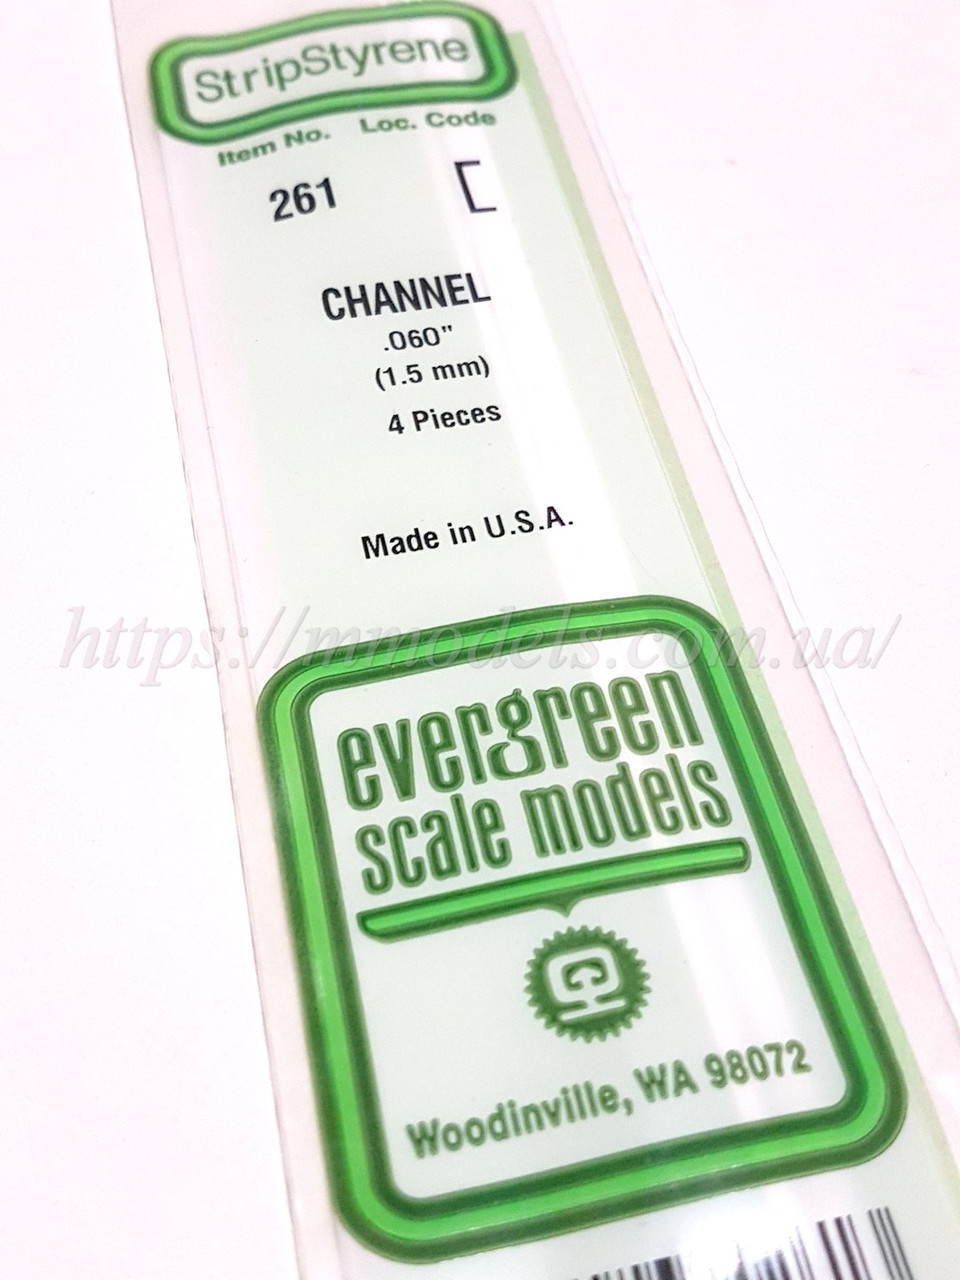 StripStyrene
Item No. Loc. Code
261
CHANNEL
.060"
(1.5 mm)
4 Pieces
Made in U.S.A.
https://mmodels.com.ua/
evergreen
scale models
Woodinville, WA 98072